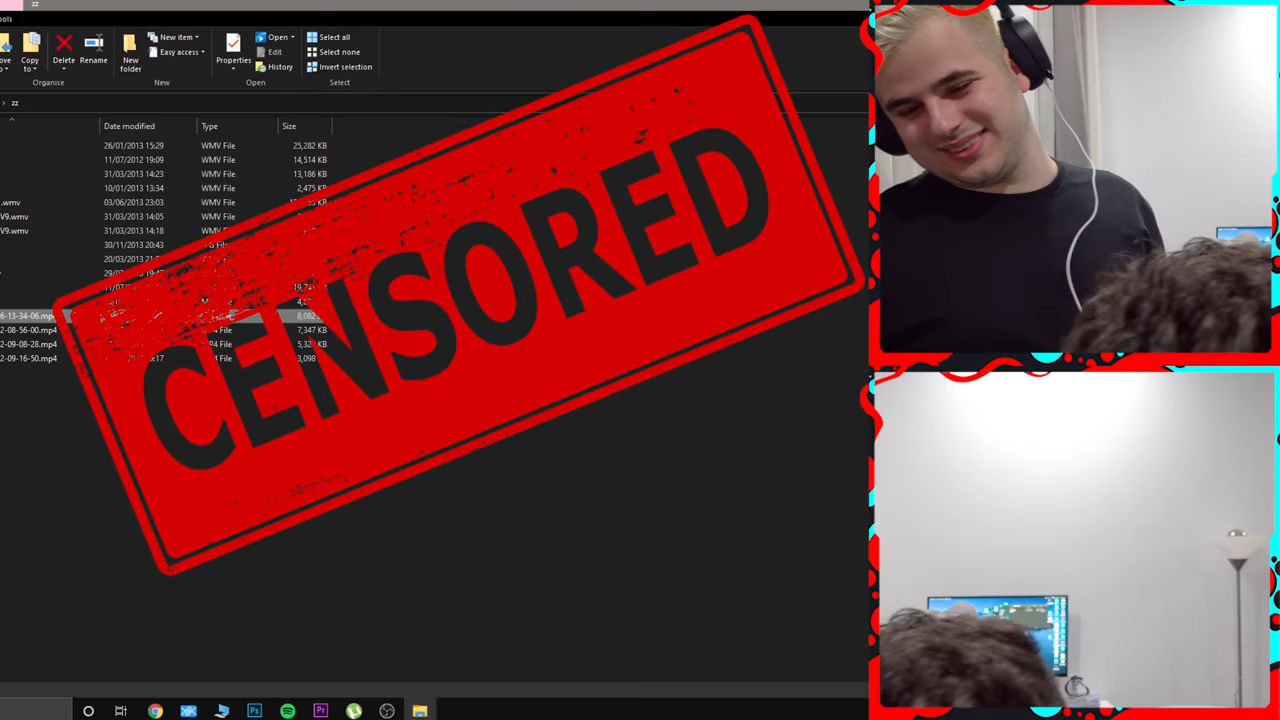 zz
ools
Copy to
Delete
Rename
New folder
New item
Easy access
Properties
Open
Edit
History
Select all
Select none
Invert selection
Organise
New
Open
Select
zz
Date modified Type Size
26/01/2013 15:29 WMV File 25,282 KB
11/07/2012 19:09 WMV File 14,514 KB
31/03/2013 14:23 WMV File 13,186 KB
10/01/2013 13:34 WMV File 2,475 KB
.wmv 03/06/2013 23:03 WMV File
V9.wmv 31/03/2013 14:05 WMV File
V9.wmv 31/03/2013 14:18 WMV File
30/11/2013 20:43
20/03/2013
6-13-34-06.mp4
2-08-56-00.mp4 File 7,347 KB
2-09-08-28.mp4 File
2-09-16-50.mp4 File
CENSORED
Ps
Pr